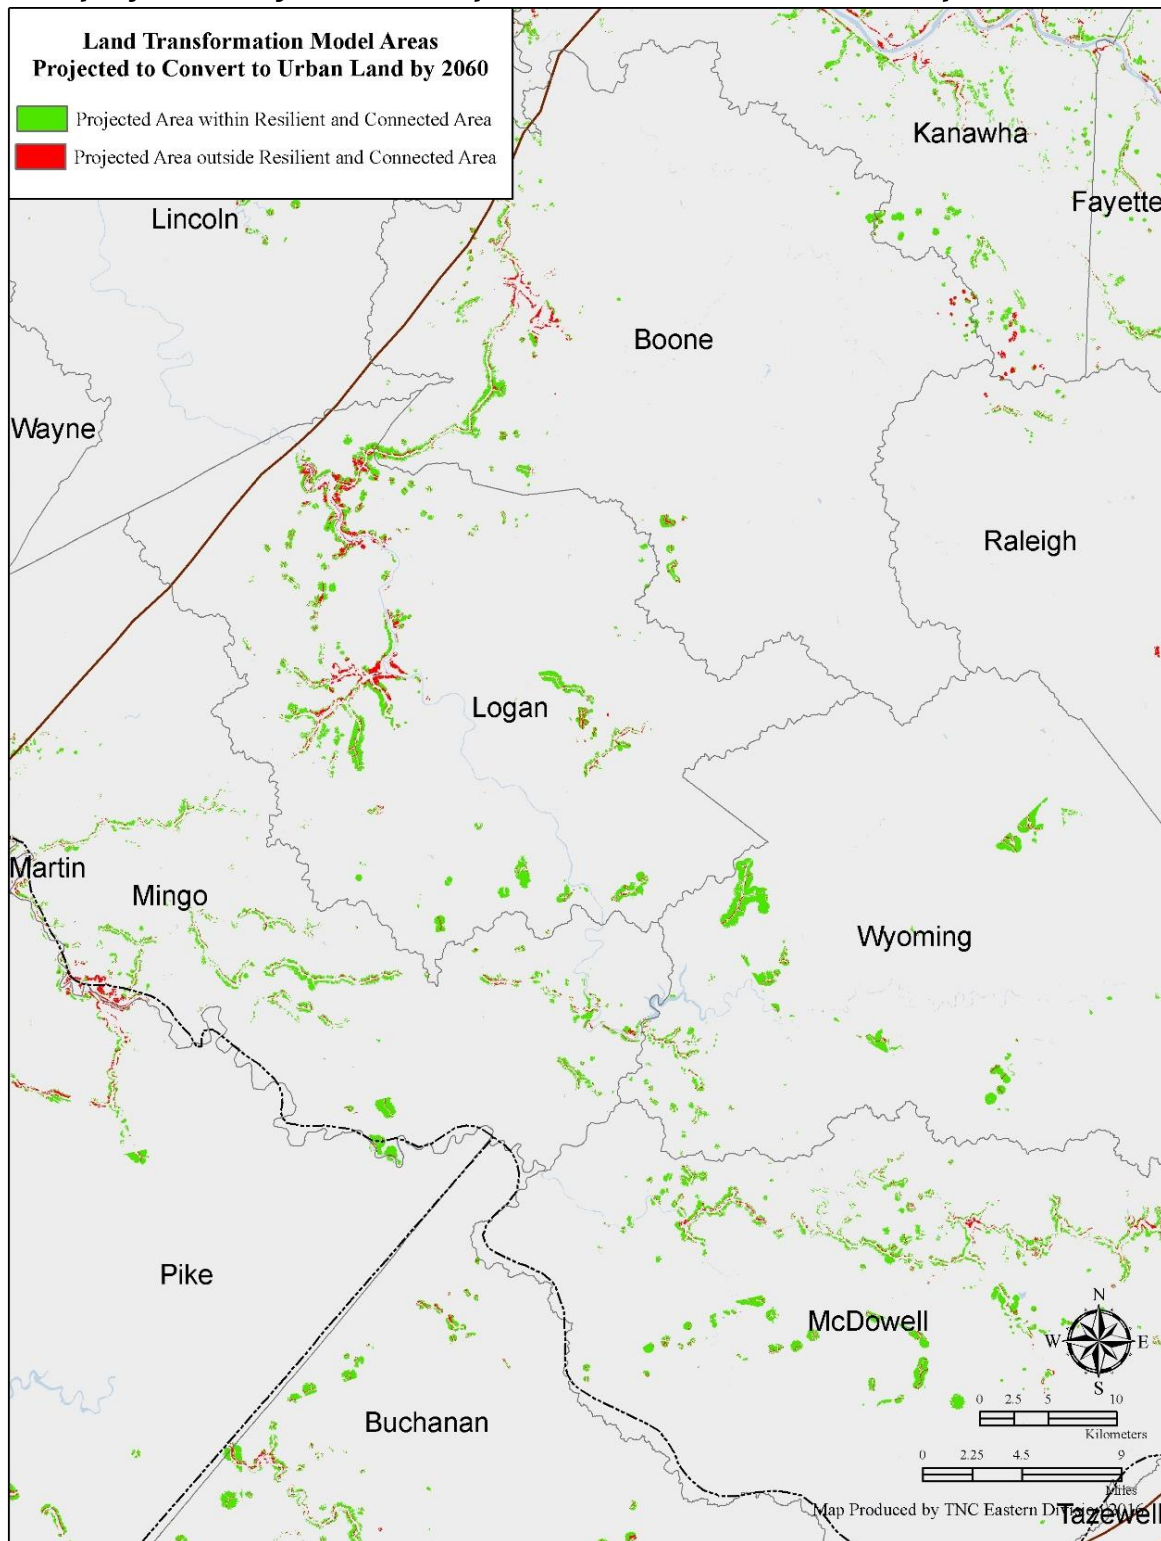 Land Transformation Model Areas
Projected to Convert to Urban Land by 2060
Projected Area within Resilient and Connected Area
Projected Area outside Resilient and Connected Area
Kanawha
Fayette
Lincoln
Boone
Wayne
Raleigh
Logan
Martin
Mingo
Wyoming
Pike
McDowell
N
W E
S
0 2.5 5 10
Kilometers
Buchanan
0 2.25 4.5 9
Miles
Map Produced by TNC Eastern Division 2016
Tazewell